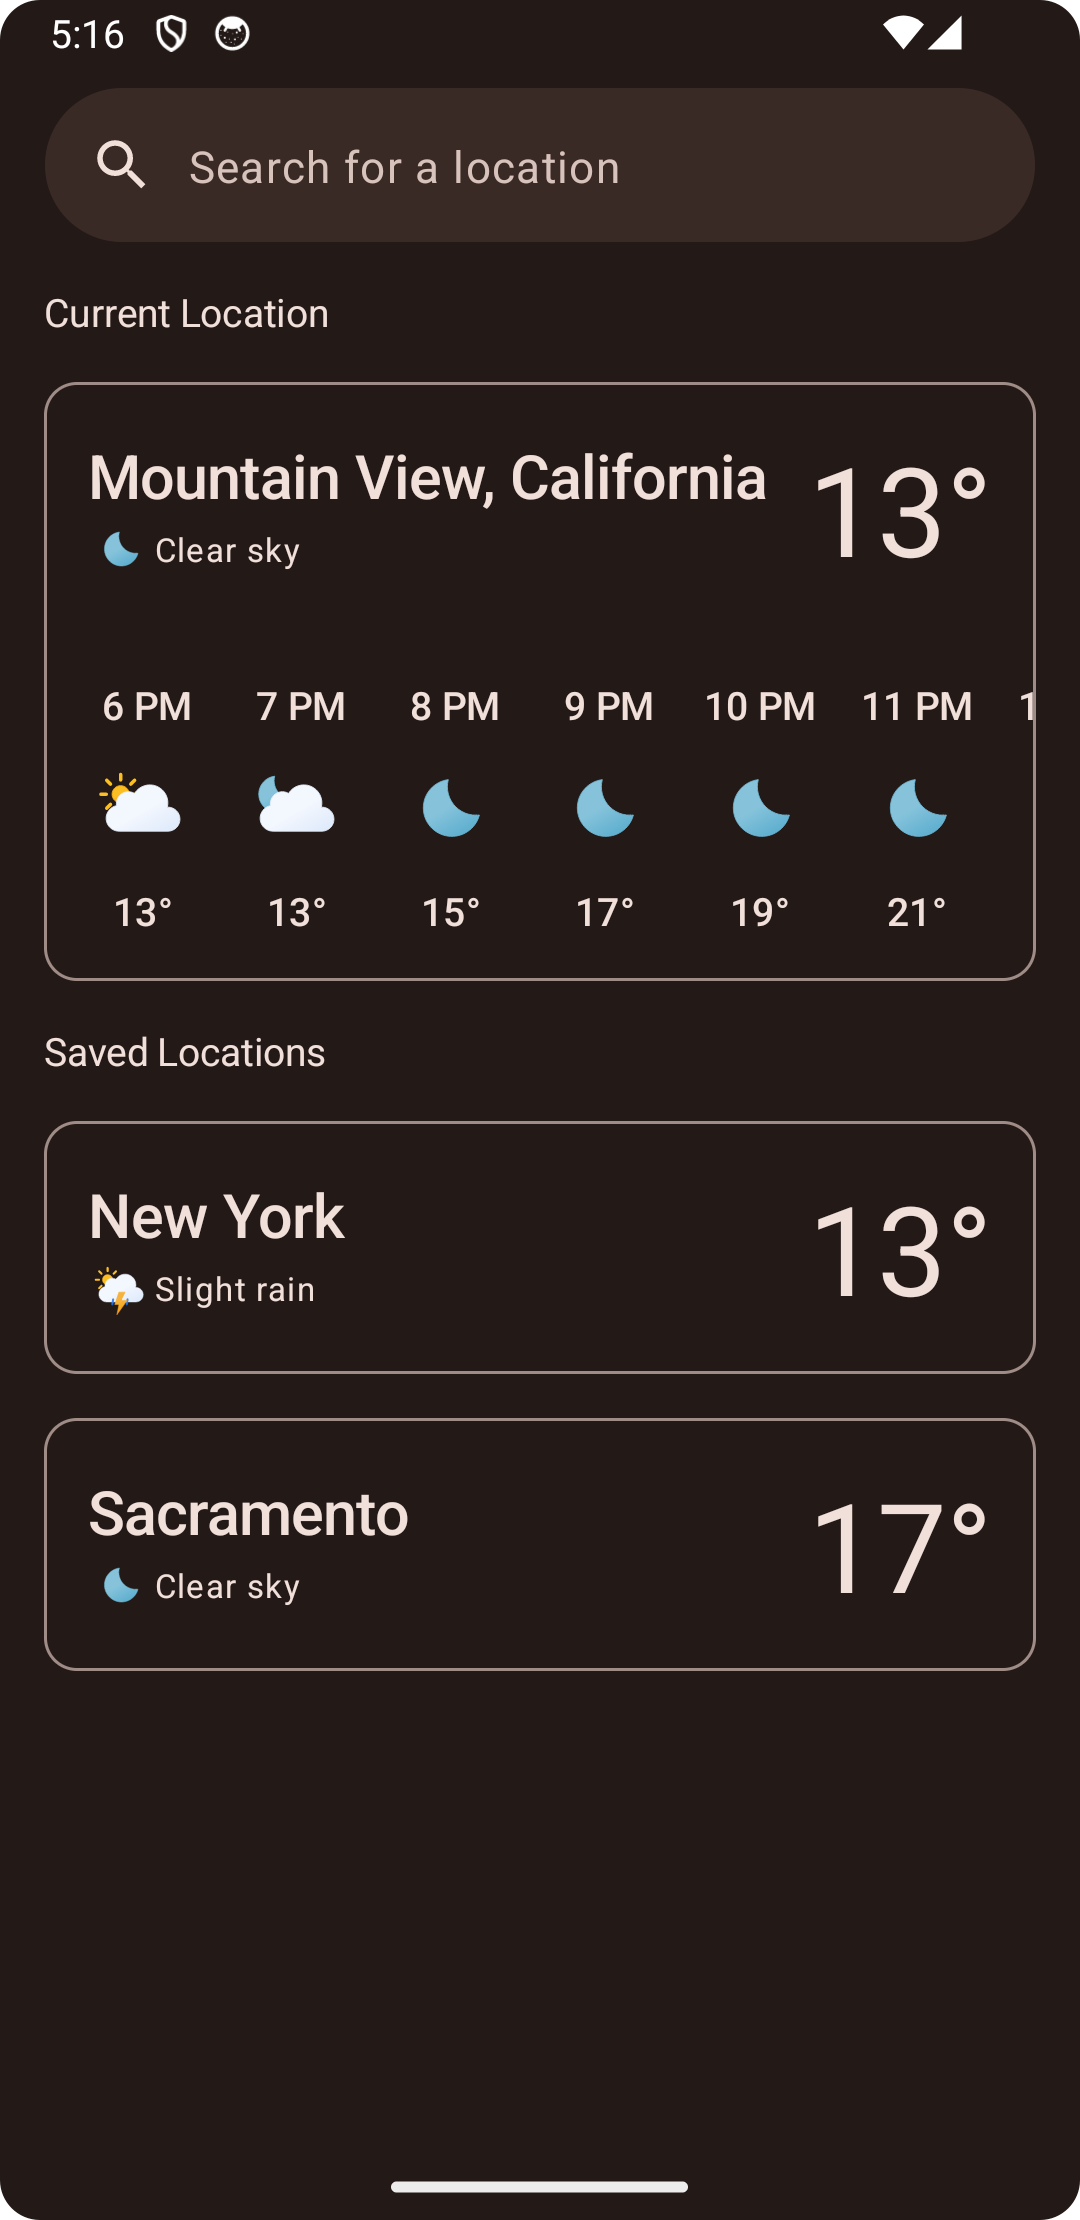 5:16
Search for a location
Current Location
Mountain View, California
13°
Clear sky
6 PM 7 PM 8 PM 9 PM 10 PM 11 PM 1
13° 13° 15° 17° 19° 21°
Saved Locations
New York
13°
Slight rain
Sacramento
17°
Clear sky